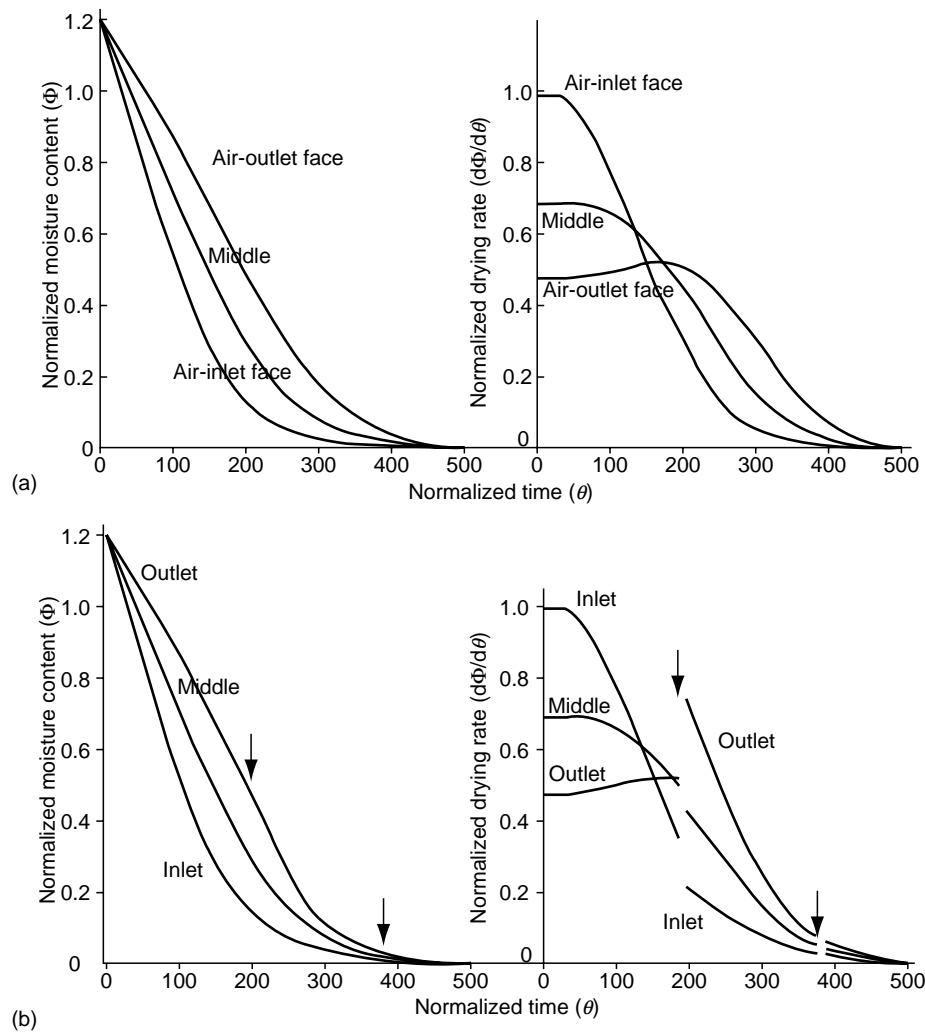 Normalized moisture content (Φ)
1.2
1.0
0.8
0.6
0.4
0.2
0
0 100 200 300 400 500
Air-outlet face
Middle
Air-inlet face
Normalized drying rate (dΦ/dθ)
1.0
0.8
0.6
0.4
0.2
0
0 100 200 300 400 500
Air-inlet face
Middle
Air-outlet face
(a)
Normalized time (θ)
Normalized moisture content (Φ)
1.2
1.0
0.8
0.6
0.4
0.2
0
0 100 200 300 400 500
Outlet
Middle
Inlet
Normalized drying rate (dΦ/dθ)
1.0
0.8
0.6
0.4
0.2
0
0 100 200 300 400 500
Inlet
Middle
Outlet
Outlet
Inlet
Normalized time (θ)
(b)